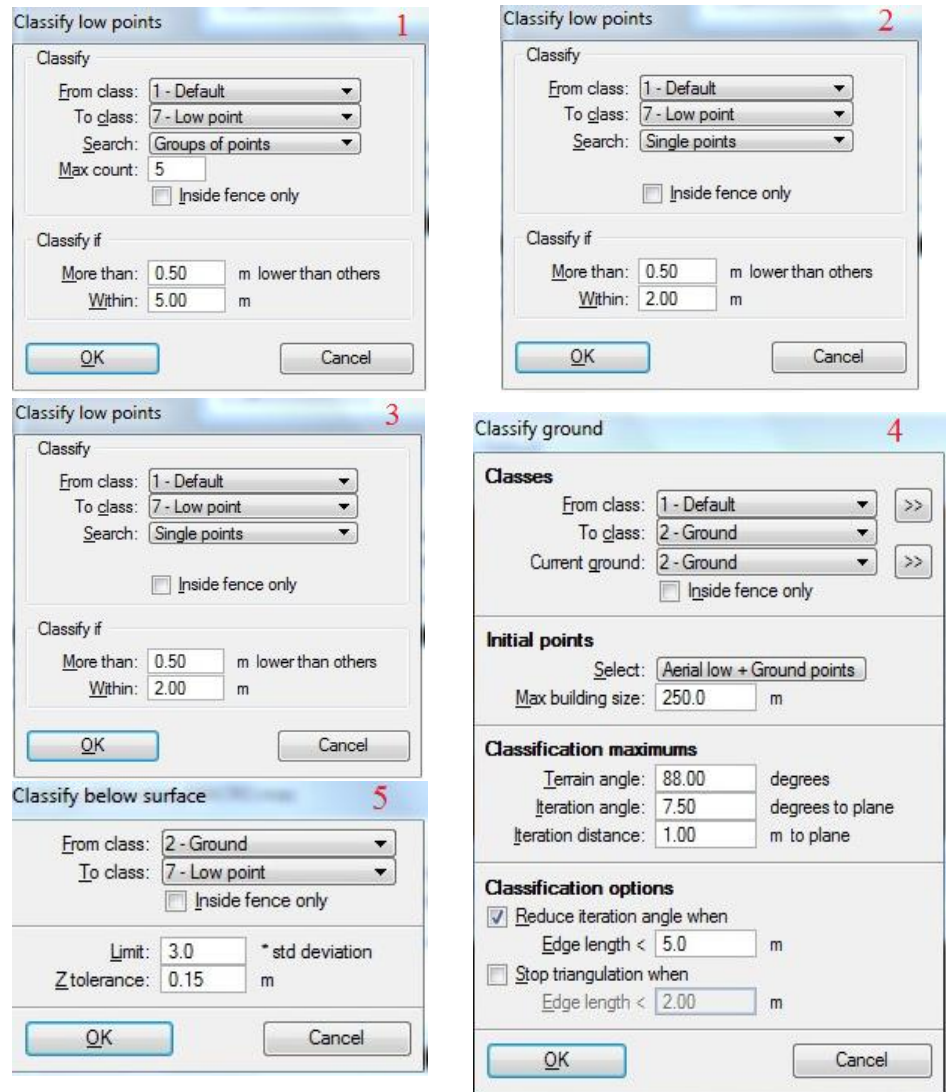 Classify low points 1
Classify
From class: 1 - Default
To class: 7 - Low point
Search: Groups of points
Max count: 5
Inside fence only
Classify if
More than: 0.50 m lower than others
Within: 5.00 m
OK Cancel
Classify low points 2
Classify
From class: 1 - Default
To class: 7 - Low point
Search: Single points
Inside fence only
Classify if
More than: 0.50 m lower than others
Within: 2.00 m
OK Cancel
Classify low points 3
Classify
From class: 1 - Default
To class: 7 - Low point
Search: Single points
Inside fence only
Classify if
More than: 0.50 m lower than others
Within: 2.00 m
OK Cancel
Classify ground 4
Classes
From class: 1 - Default >>
To class: 2 - Ground
Current ground: 2 - Ground >>
Inside fence only
Initial points
Select: Aerial low + Ground points
Max building size: 250.0 m
Classification maximums
Terrain angle: 88.00 degrees
Iteration angle: 7.50 degrees to plane
Iteration distance: 1.00 m to plane
Classification options
Reduce iteration angle when
Edge length < 5.0 m
Stop triangulation when
Edge length < 2.00 m
OK Cancel
Classify below surface 5
From class: 2 - Ground
To class: 7 - Low point
Inside fence only
Limit: 3.0 * std deviation
Z tolerance: 0.15 m
OK Cancel